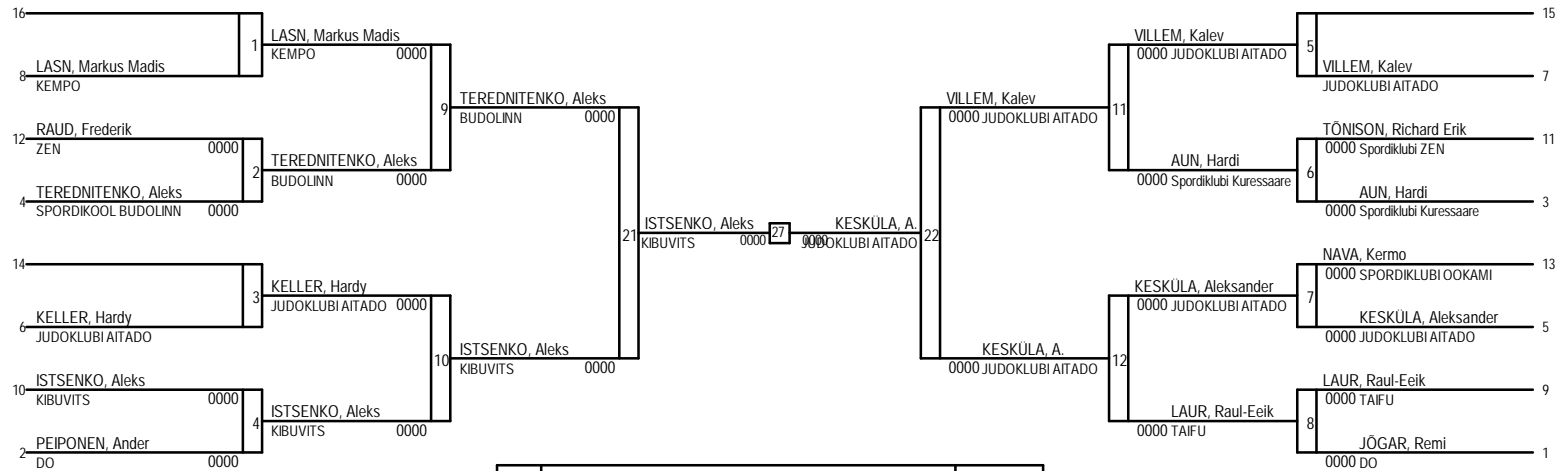 16
1
LASN, Markus Madis
KEMPO 0000
8 LASN, Markus Madis
KEMPO
9
TEREDNITENKO, Aleks
BUDOLINN 0000
12 RAUD, Frederik
ZEN 0000
2
TEREDNITENKO, Aleks
BUDOLINN 0000
4 TEREDNITENKO, Aleks
SPORDIKOOL BUDOLINN 0000
21
ISTSENKO, Aleks
KIBUVITS 0000
27
14
3
KELLER, Hardy
JUDOKLUBI AITADO 0000
6 KELLER, Hardy
JUDOKLUBI AITADO
10
ISTSENKO, Aleks
KIBUVITS 0000
10 ISTSENKO, Aleks
KIBUVITS 0000
4
ISTSENKO, Aleks
KIBUVITS 0000
2 PEIPONEN, Ander
DO 0000
KESKÜLA, A.
0000 JUDOKLUBI AITADO
22
VILLEM, Kalev
0000 JUDOKLUBI AITADO
11
VILLEM, Kalev
0000 JUDOKLUBI AITADO
5
15
VILLEM, Kalev 7
JUDOKLUBI AITADO
AUN, Hardi
0000 Spordiklubi Kuressaare
6
TÕNISON, Richard Erik 11
0000 Spordiklubi ZEN
AUN, Hardi 3
0000 Spordiklubi Kuressaare
KESKÜLA, A.
0000 JUDOKLUBI AITADO
12
KESKÜLA, Aleksander
0000 JUDOKLUBI AITADO
7
NAVA, Kermo 13
0000 SPORDIKLUBI OOKAMI
KESKÜLA, Aleksander 5
0000 JUDOKLUBI AITADO
LAUR, Raul-Eeik
0000 TAIFU
8
LAUR, Raul-Eeik 9
0000 TAIFU
JÕGAR, Remi 1
0000 DO